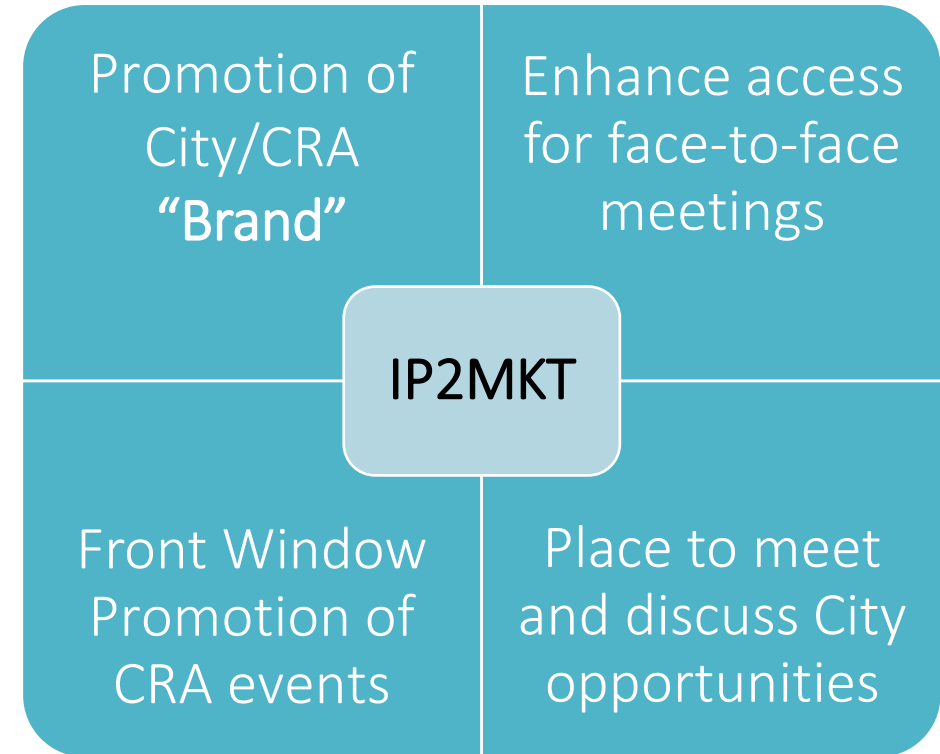 Promotion of
City/CRA
“Brand”
Enhance access
for face-to-face
meetings
IP2MKT
Front Window
Promotion of
CRA events
Place to meet
and discuss City
opportunities